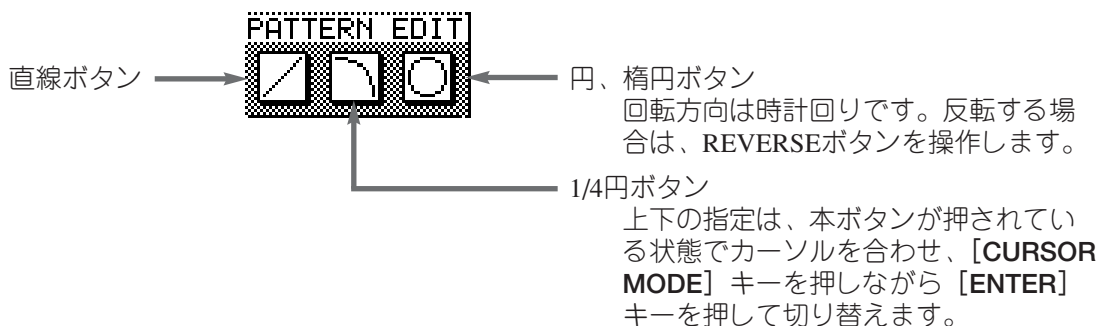 PATTERN EDIT
直線ボタン
円、楕円ボタン
回転方向は時計回りです。反転する場
合は、REVERSEボタンを操作します。
1/4円ボタン
上下の指定は、本ボタンが押されてい
る状態でカーソルを合わせ、［CURSOR
MODE］キーを押しながら［ENTER］
キーを押して切り替えます。